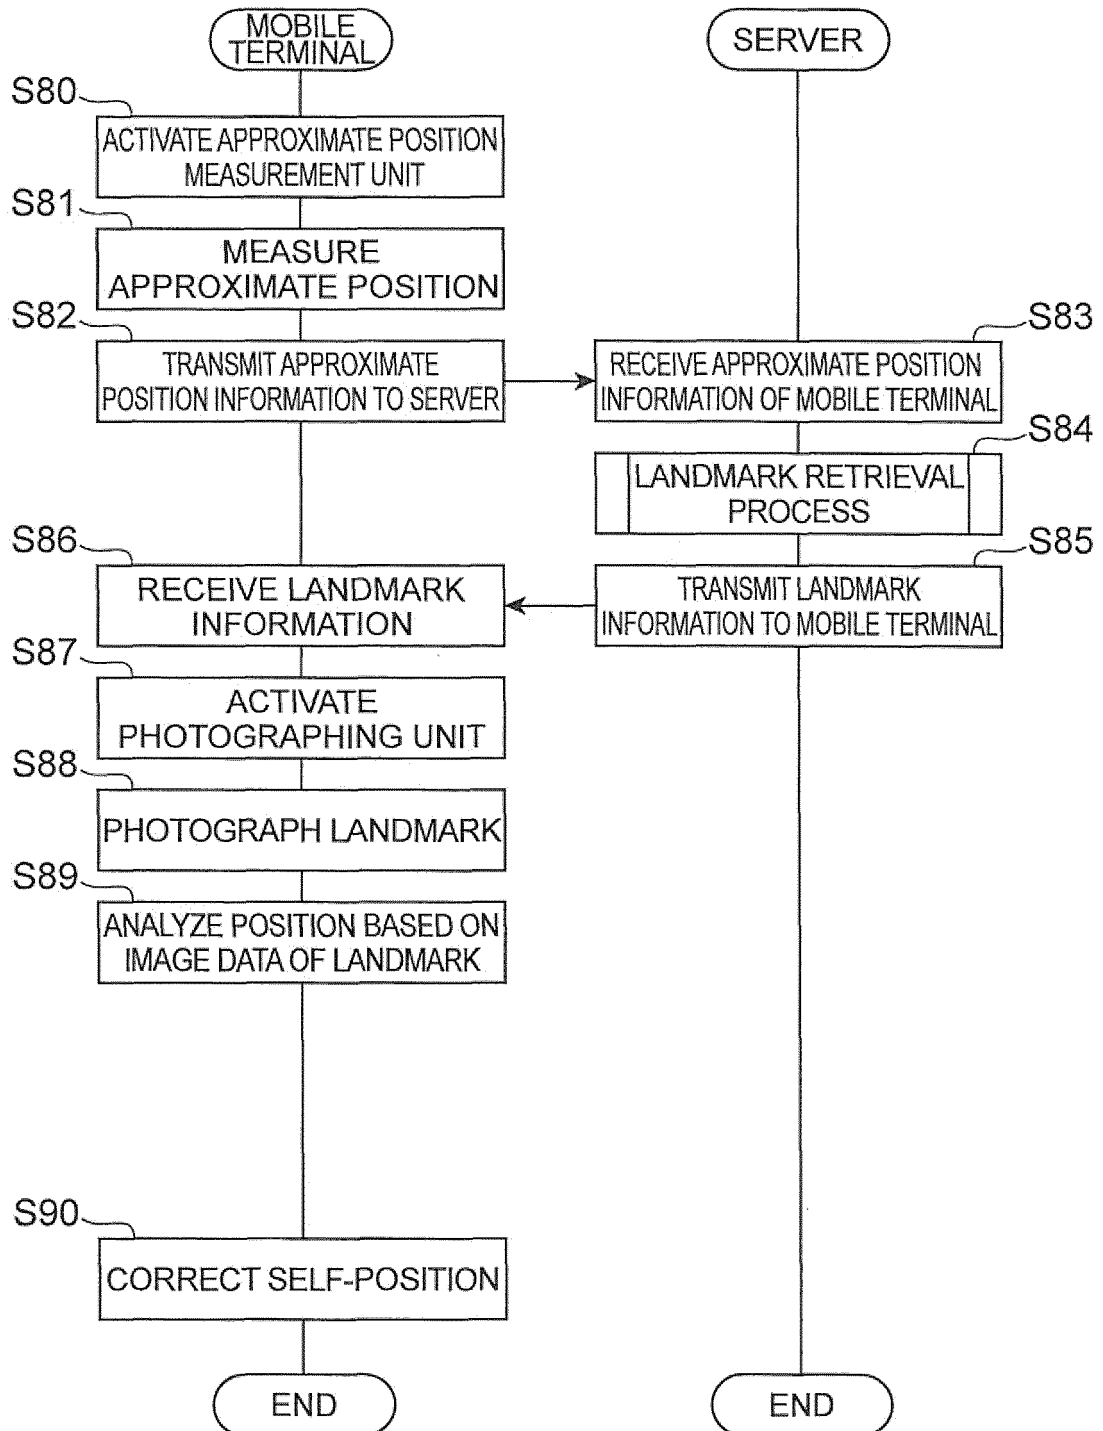 MOBILE
TERMINAL
SERVER
S80
ACTIVATE APPROXIMATE POSITION
MEASUREMENT UNIT
S81
MEASURE
APPROXIMATE POSITION
S82
TRANSMIT APPROXIMATE
POSITION INFORMATION TO SERVER
S83
RECEIVE APPROXIMATE POSITION
INFORMATION OF MOBILE TERMINAL
S84
LANDMARK RETRIEVAL
PROCESS
S85
TRANSMIT LANDMARK
INFORMATION TO MOBILE TERMINAL
S86
RECEIVE LANDMARK
INFORMATION
S87
ACTIVATE
PHOTOGRAPHING UNIT
S88
PHOTOGRAPH LANDMARK
S89
ANALYZE POSITION BASED ON
IMAGE DATA OF LANDMARK
S90
CORRECT SELF-POSITION
END
END